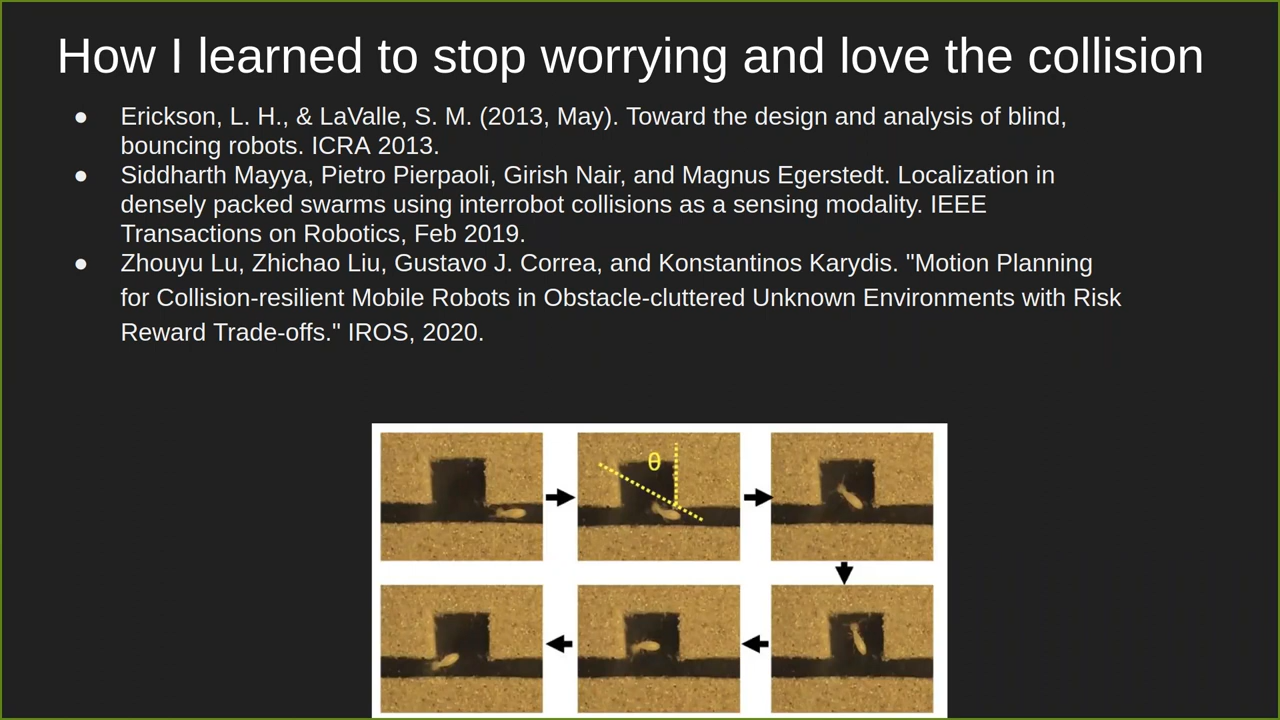 How I learned to stop worrying and love the collision
● Erickson, L. H., & LaValle, S. M. (2013, May). Toward the design and analysis of blind,
bouncing robots. ICRA 2013.
● Siddharth Mayya, Pietro Pierpaoli, Girish Nair, and Magnus Egerstedt. Localization in
densely packed swarms using interrobot collisions as a sensing modality. IEEE
Transactions on Robotics, Feb 2019.
● Zhouyu Lu, Zhichao Liu, Gustavo J. Correa, and Konstantinos Karydis. "Motion Planning
for Collision-resilient Mobile Robots in Obstacle-cluttered Unknown Environments with Risk
Reward Trade-offs." IROS, 2020.
θ